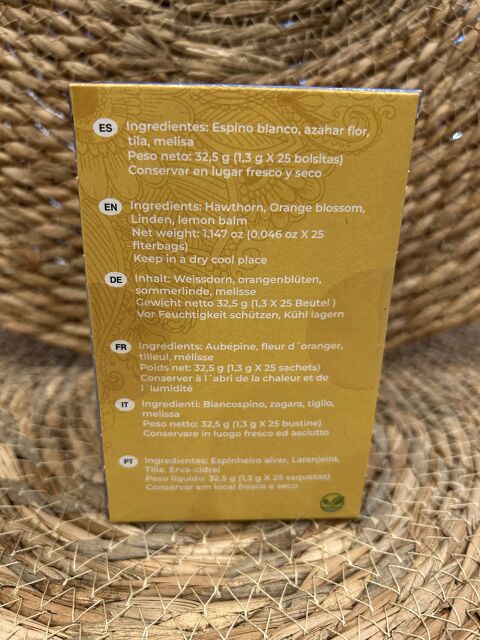 ES Ingredientes: Espino blanco, azahar flor,
tila, melisa
Peso neto: 32,5 g (1,3 g X 25 bolsitas)
Conservar en lugar fresco y seco
EN Ingredients: Hawthorn, Orange blossom,
Linden, lemon balm
Net weight: 1.147 oz (0.046 oz X 25
flterbags)
Keep in a dry cool place
DE Inhalt: Weissdorn, orangenblüten,
sommerlinde, melisse
Gewicht netto 32,5 g (1,3 X 25 Beutel )
Vor Feuchtigkeit schützen, Kühl lagern
FR Ingrédients: Aubépine, fleur d´oranger,
tilleul, mélisse
Poids net: 32,5 g (1,3 g X 25 sachets)
Conserver à l´abri de la chaleur et de
l´lumidité
IT Ingredienti: Biancospino, zagara, tiglio,
melissa
Peso netto: 32,5 g (1,3 g X 25 bustine)
Conservare in luogo fresco ed asciutto
PT Ingredientes: Espinheiro alvar, Laranjeira,
Tilia, Erva-cidrei
Peso líquido: 32,5 g (1,3 g X 25 saquetas)
Conservar em local fresco e seco